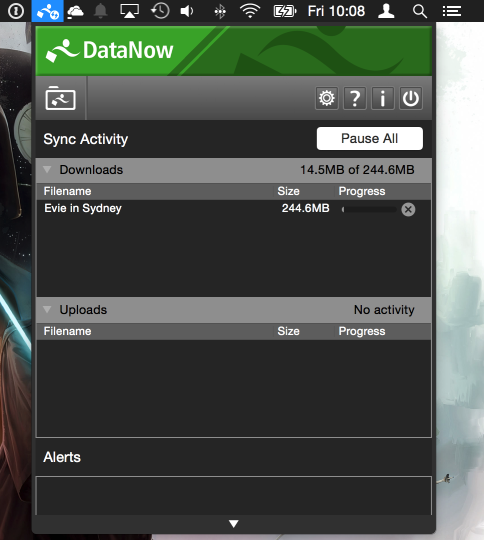 Fri 10:08
DataNow
Sync Activity
Pause All
Downloads 14.5MB of 244.6MB
Filename Size Progress
Evie in Sydney 244.6MB
Uploads No activity
Filename Size Progress
Alerts